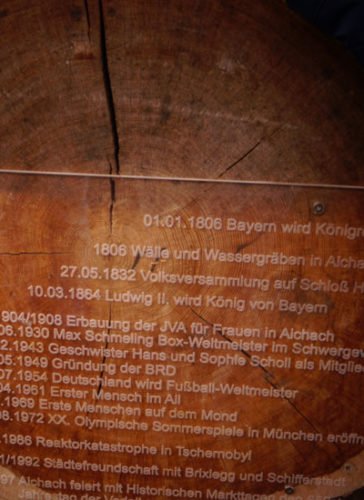 01.01.1806 Bayern wird Königr
1806 Wälle und Wassergräben in Aicha
27.05.1832 Volksversammlung auf Schloß H
10.03.1864 Ludwig II. wird König von Bayern
904/1908 Erbauung der JVA für Frauen in Aichach
06.1930 Max Schmeling Box-Weltmeister im Schwerge
2.1943 Geschwister Hans und Sophie Scholl als Mitglie
05.1949 Gründung der BRD
07.1954 Deutschland wird Fußball-Weltmeister
04.1961 Erster Mensch im All
.1969 Erste Menschen auf dem Mond
08.1972 XX. Olympische Sommerspiele in München eröffn
.1986 Reaktorkatastrophe in Tschernobyl
1/1992 Städtefreundschaft mit Brixlegg und Schifferstadt
97 Aichach feiert mit Historischen Markttagen